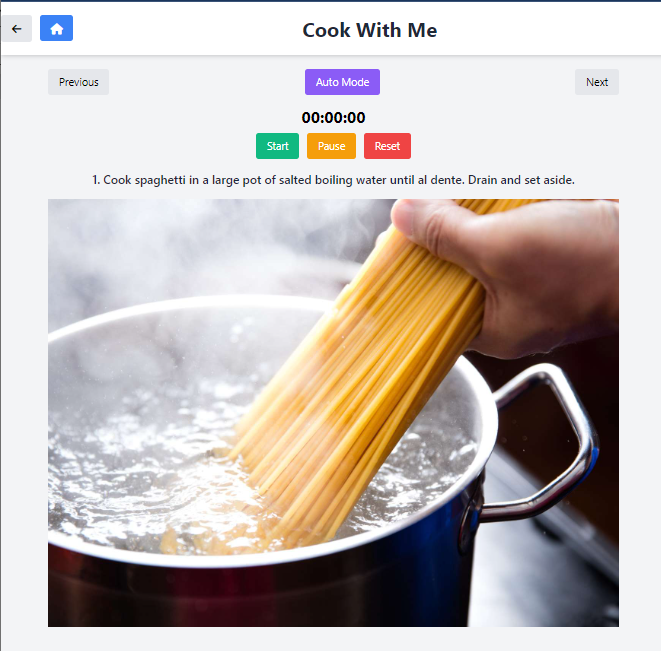 Cook With Me
Previous Auto Mode Next
00:00:00
Start Pause Reset
1. Cook spaghetti in a large pot of salted boiling water until al dente. Drain and set aside.